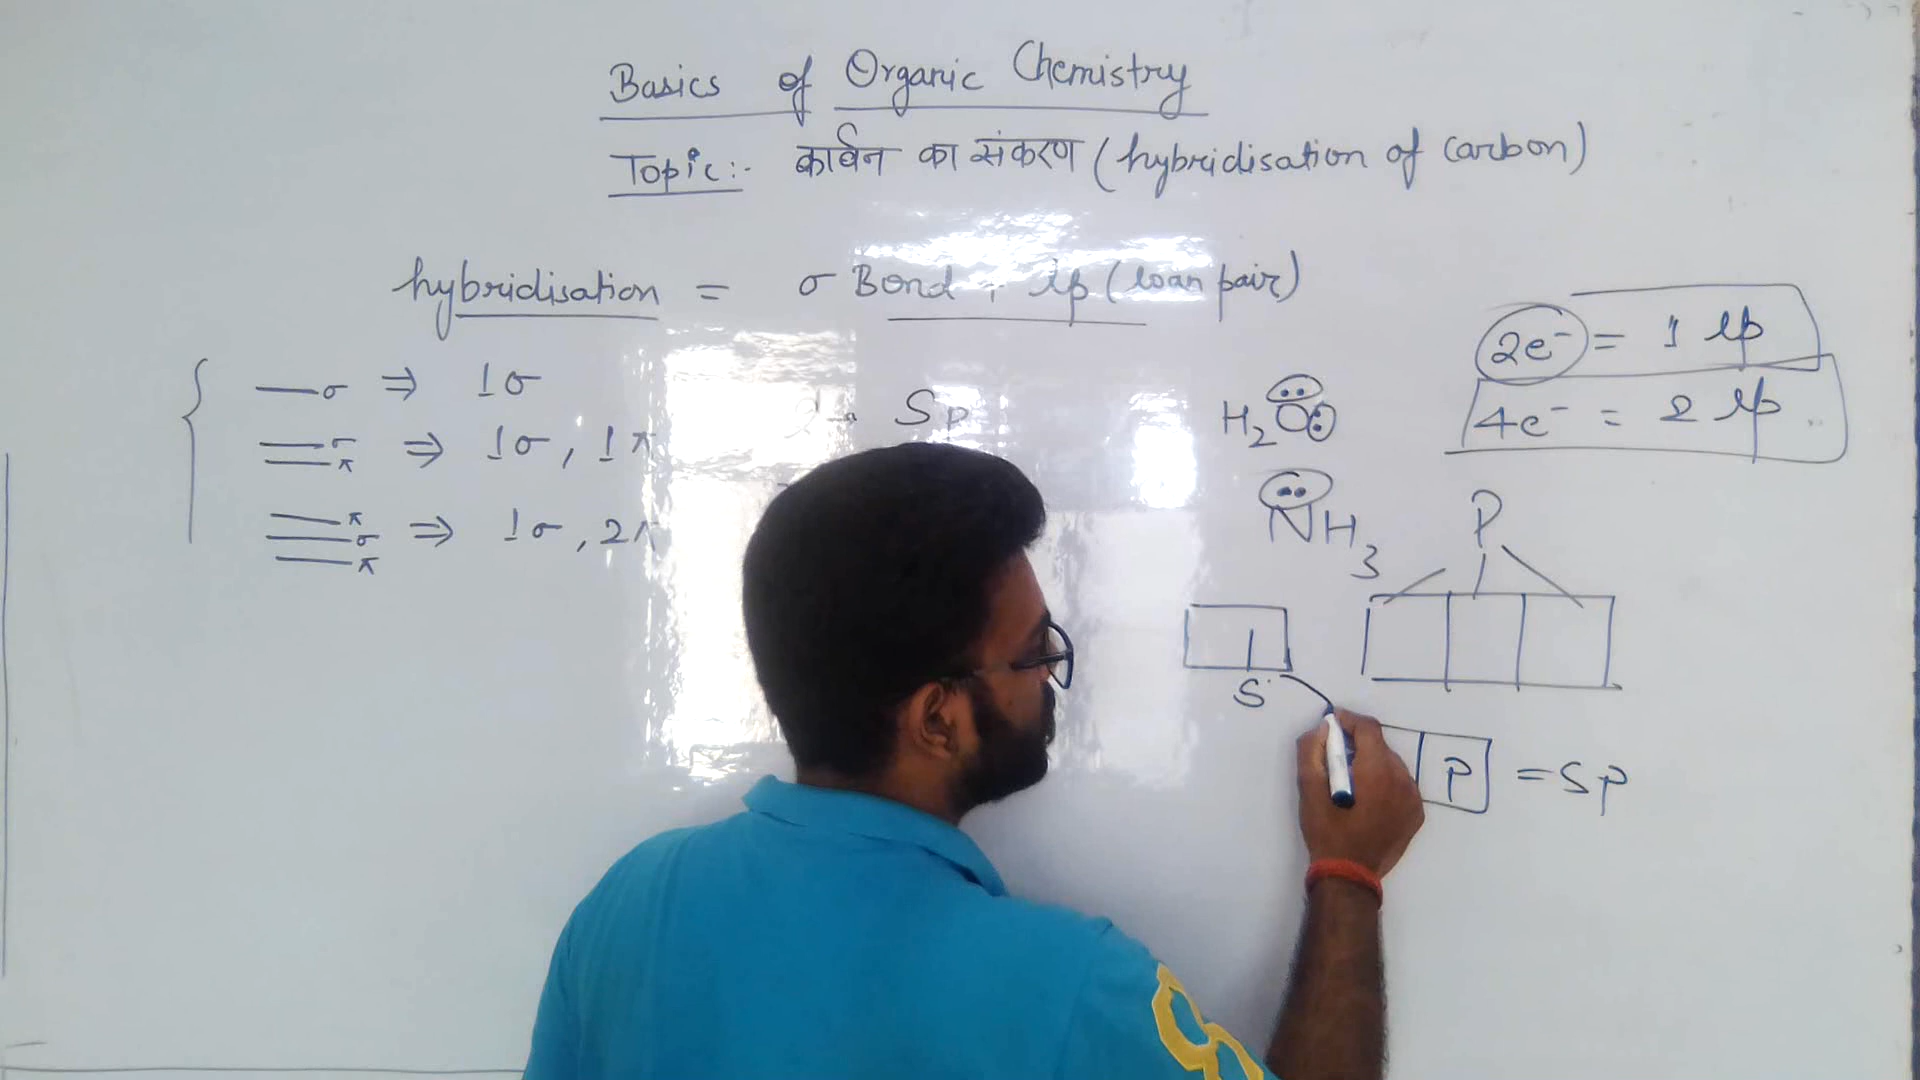 Basics of Organic Chemistry
Topic:- कार्बन का संकरण (hybridisation of carbon)
hybridisation = σ Bond + lp (loan pair)
—σ ⇒ 1σ
σ π ⇒ 1σ, 1π
π σ π ⇒ 1σ, 2π
2 → Sp
H₂O
NH₃
2e⁻ = 1 lp
4e⁻ = 2 lp
P
S
P = Sp